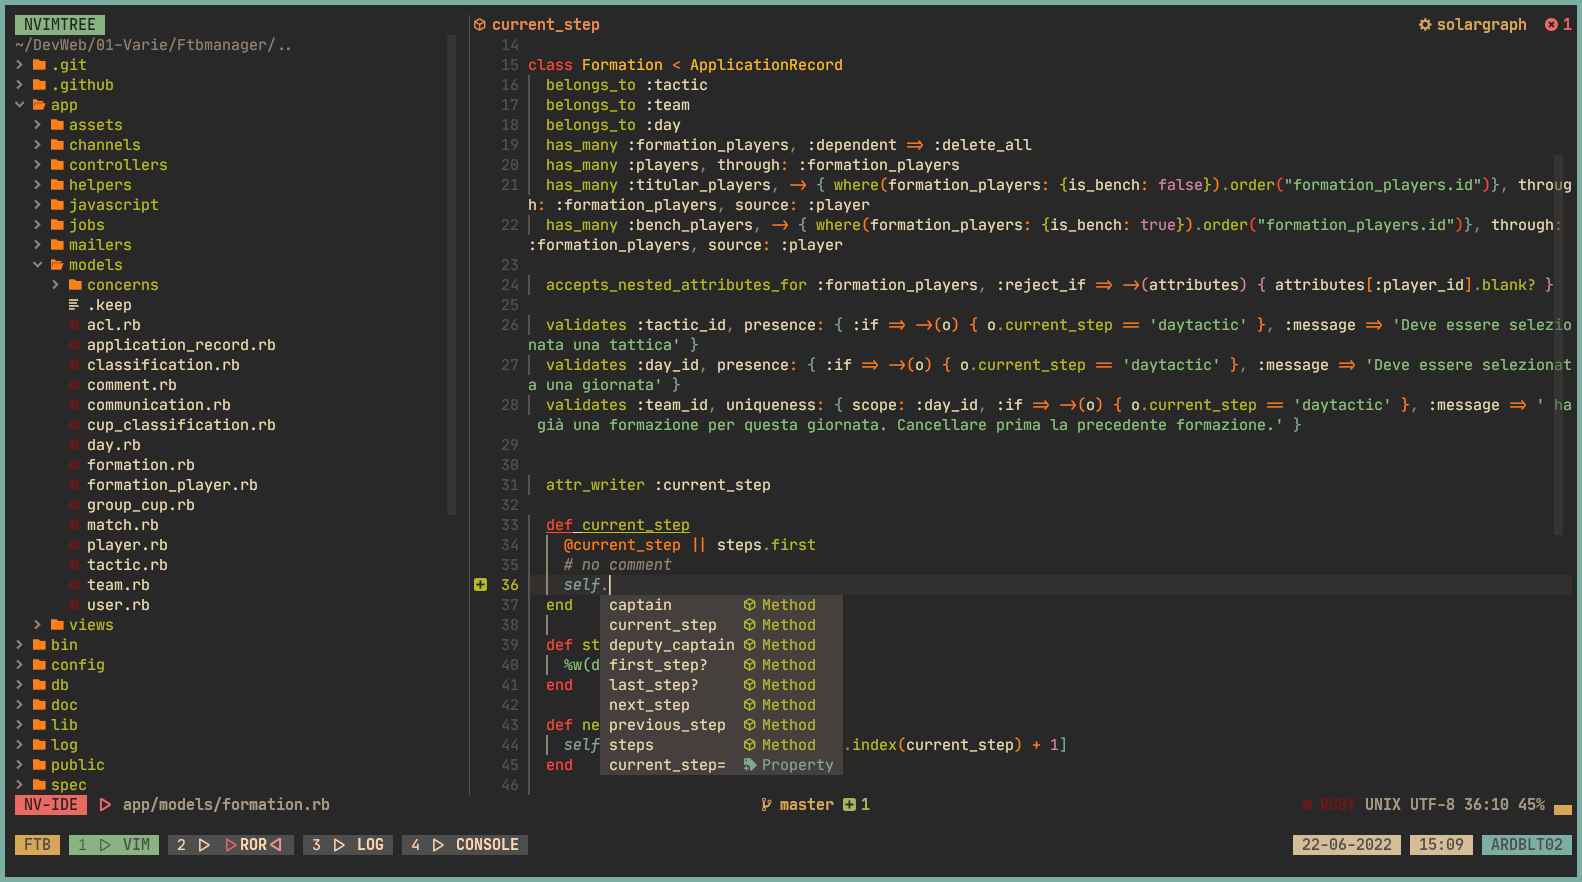 NVIMTREE
~/DevWeb/01-Varie/Ftbmanager/..
.git
.github
app
assets
channels
controllers
helpers
javascript
jobs
mailers
models
concerns
.keep
acl.rb
application_record.rb
classification.rb
comment.rb
communication.rb
cup_classification.rb
day.rb
formation.rb
formation_player.rb
group_cup.rb
match.rb
player.rb
tactic.rb
team.rb
user.rb
views
bin
config
db
doc
lib
log
public
spec
current_step
solargraph 1
14
15 class Formation < ApplicationRecord
16 belongs_to :tactic
17 belongs_to :team
18 belongs_to :day
19 has_many :formation_players, :dependent => :delete_all
20 has_many :players, through: :formation_players
21 has_many :titular_players, -> { where(formation_players: {is_bench: false}).order("formation_players.id")}, throug
h: :formation_players, source: :player
22 has_many :bench_players, -> { where(formation_players: {is_bench: true}).order("formation_players.id")}, through:
:formation_players, source: :player
23
24 accepts_nested_attributes_for :formation_players, :reject_if => ->(attributes) { attributes[:player_id].blank? }
25
26 validates :tactic_id, presence: { :if => ->(o) { o.current_step == 'daytactic' }, :message => 'Deve essere selezio
nata una tattica' }
27 validates :day_id, presence: { :if => ->(o) { o.current_step == 'daytactic' }, :message => 'Deve essere selezionat
a una giornata' }
28 validates :team_id, uniqueness: { scope: :day_id, :if => ->(o) { o.current_step == 'daytactic' }, :message => ' ha
già una formazione per questa giornata. Cancellare prima la precedente formazione.' }
29
30
31 attr_writer :current_step
32
33 def current_step
34 @current_step || steps.first
35 # no comment
36 self.
37 end captain Method
38 current_step Method
39 def st deputy_captain Method
40 %w(d first_step? Method
41 end last_step? Method
42 next_step Method
43 def ne previous_step Method
44 self steps Method .index(current_step) + 1]
45 end current_step= Property
46
NV-IDE app/models/formation.rb master 1 RUBY UNIX UTF-8 36:10 45%
FTB 1 VIM 2 ROR 3 LOG 4 CONSOLE 22-06-2022 15:09 ARDBLT02